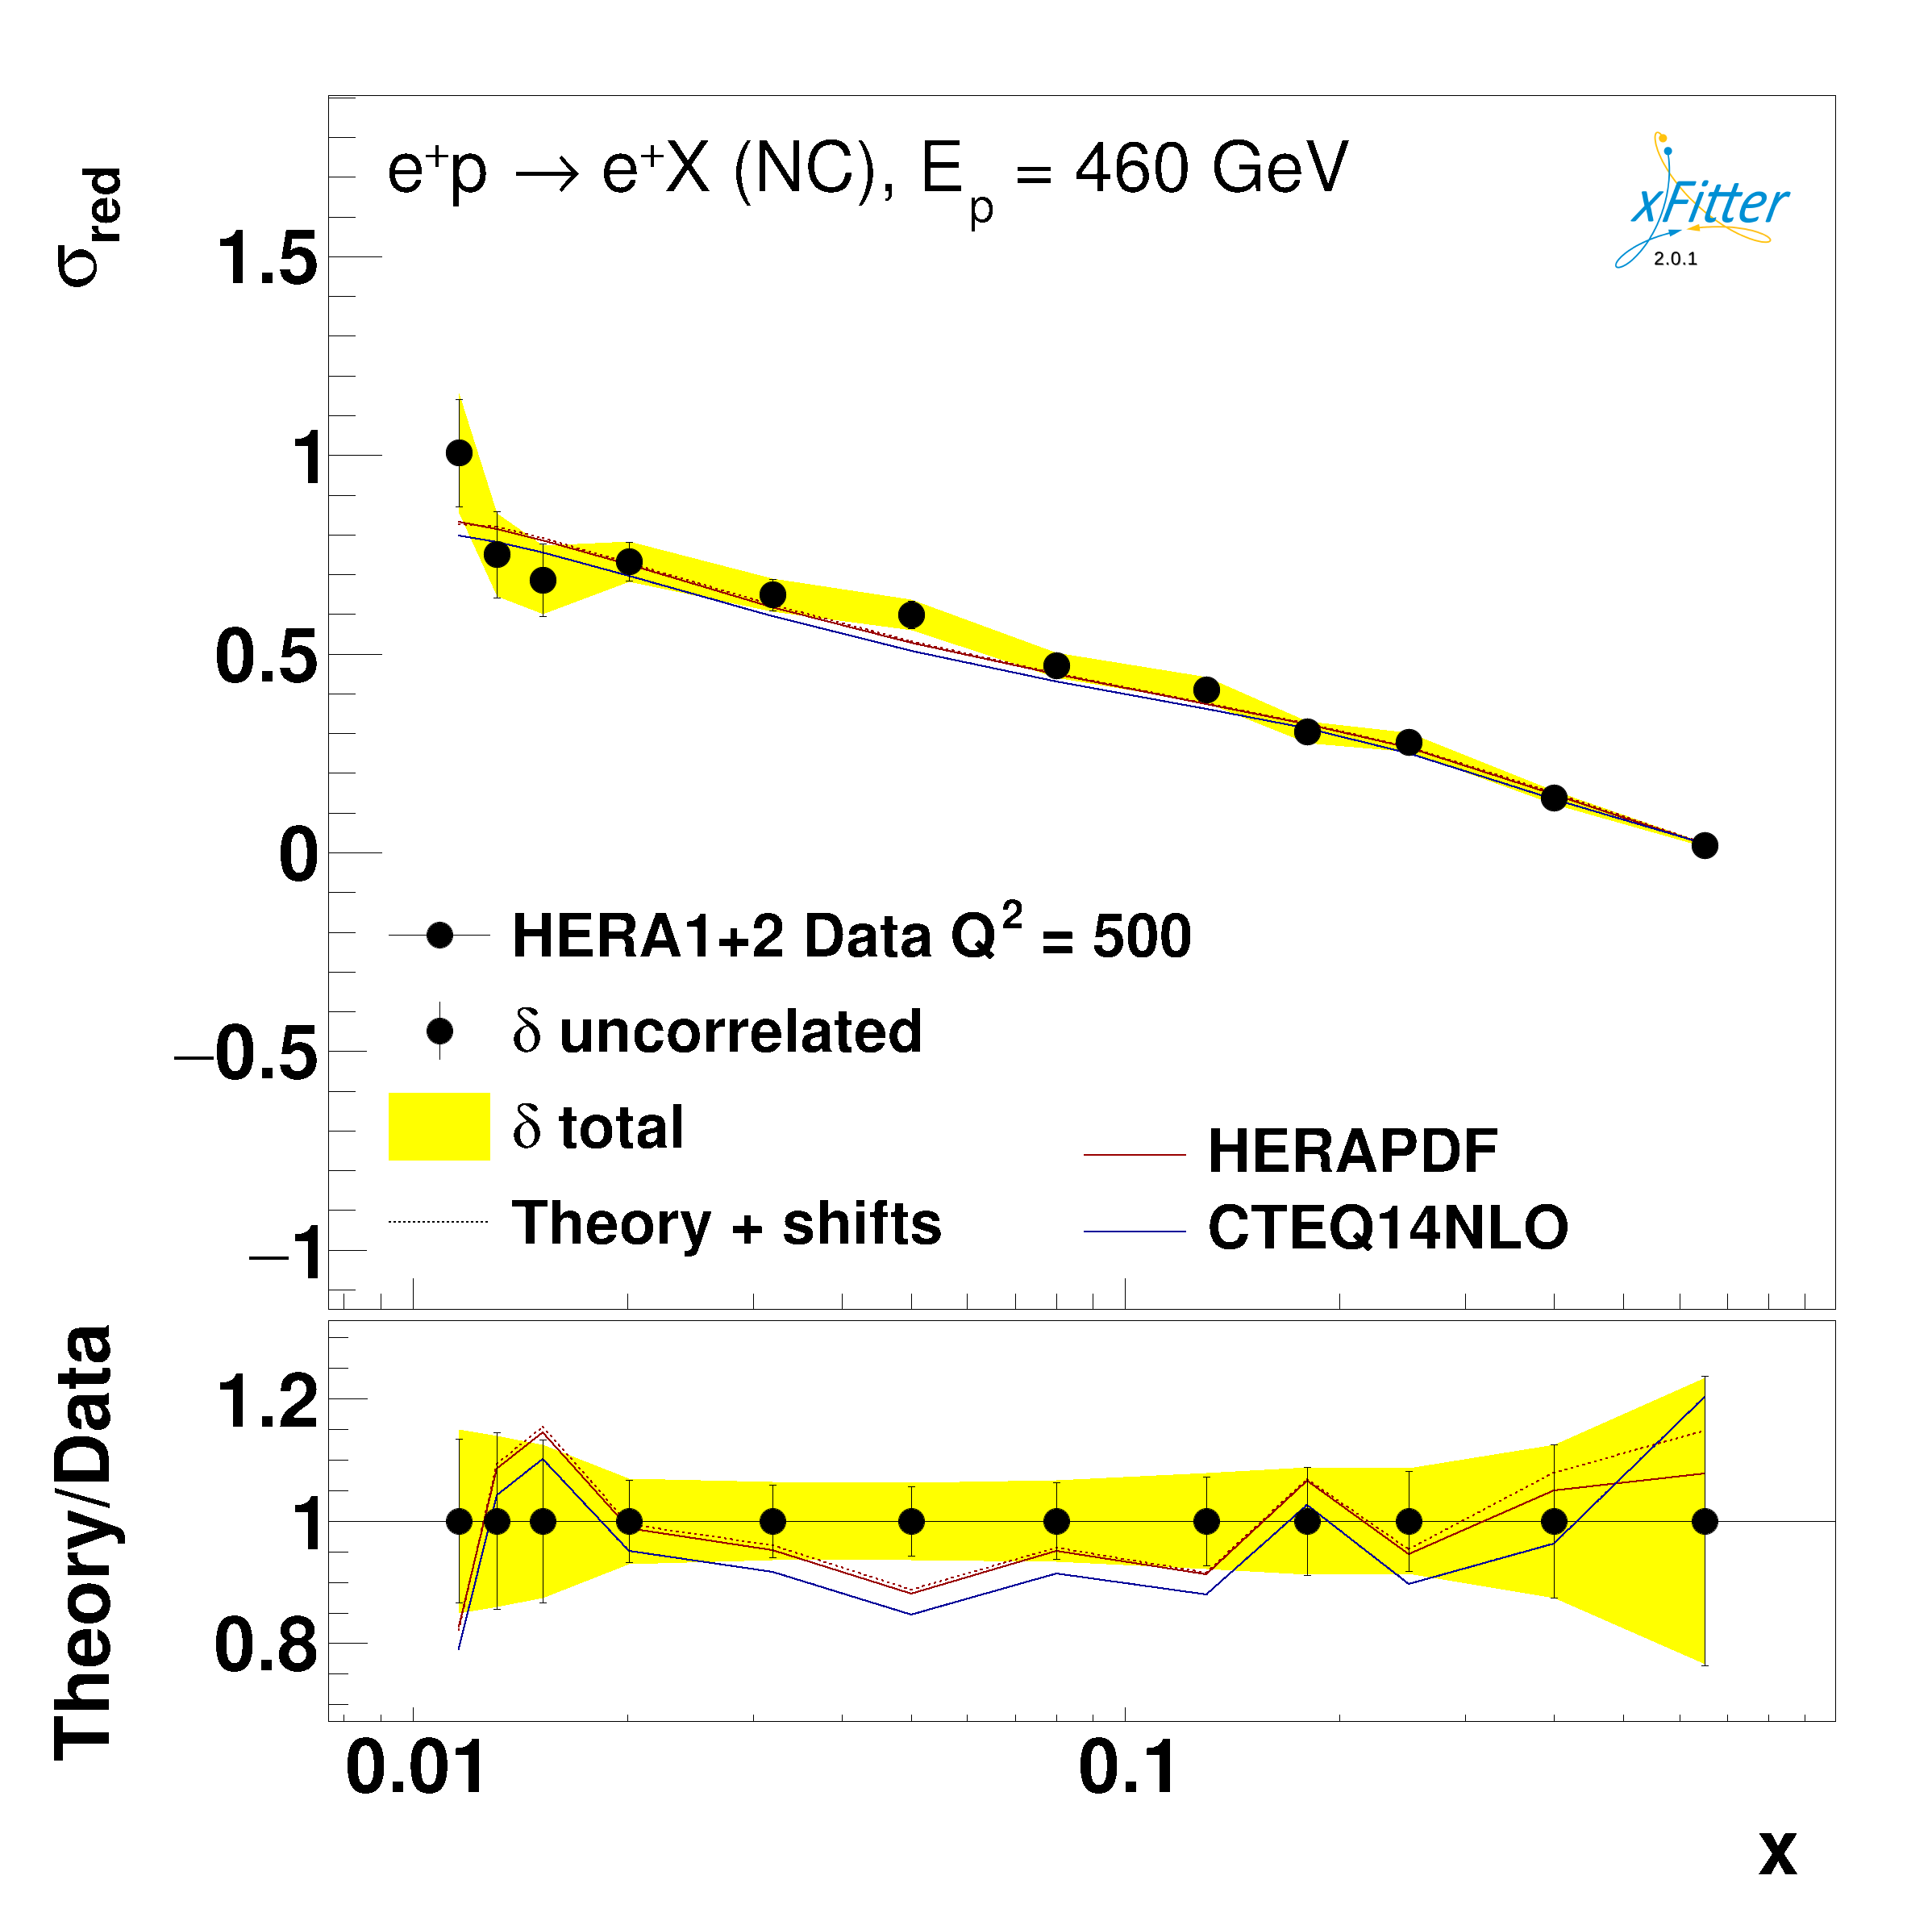 σred
e+p → e+X (NC), Ep = 460 GeV
xFitter
2.0.1
1.5
1
0.5
0
−0.5
−1
HERA1+2 Data Q2 = 500
δ uncorrelated
δ total
Theory + shifts
HERAPDF
CTEQ14NLO
Theory/Data
1.2
1
0.8
0.01
0.1
x